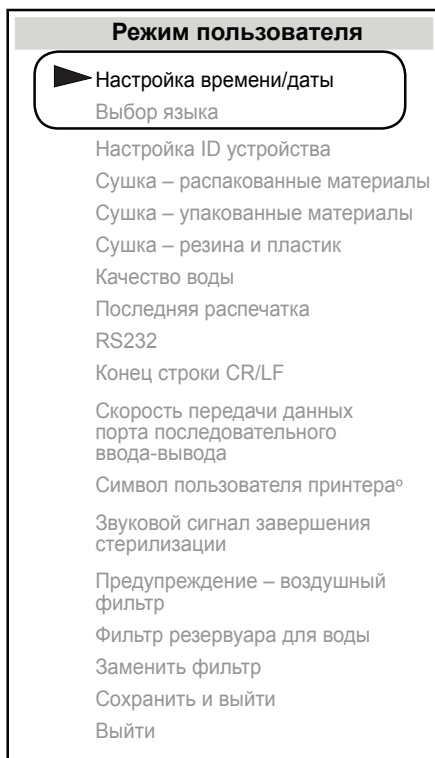 Режим пользователя
Настройка времени/даты
Выбор языка
Настройка ID устройства
Сушка – распакованные материалы
Сушка – упакованные материалы
Сушка – резина и пластик
Качество воды
Последняя распечатка
RS232
Конец строки CR/LF
Скорость передачи данных
порта последовательного
ввода-вывода
Символ пользователя принтераº
Звуковой сигнал завершения
стерилизации
Предупреждение – воздушный
фильтр
Фильтр резервуара для воды
Заменить фильтр
Сохранить и выйти
Выйти